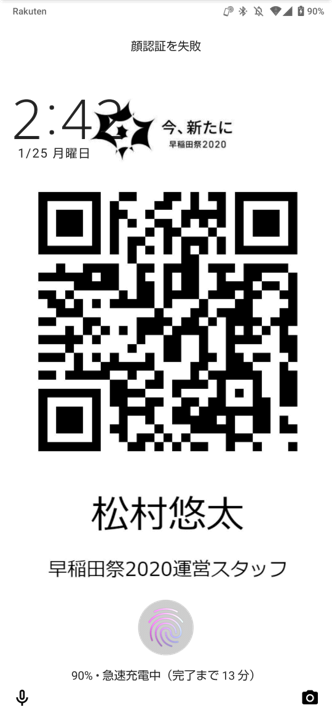 Rakuten
90%
顔認証を失敗
2:43
今、新たに
早稲田祭2020
1/25 月曜日
wasedasaiQR_10265
松村悠太
早稲田祭2020運営スタッフ
90% • 急速充電中（完了まで 13 分）